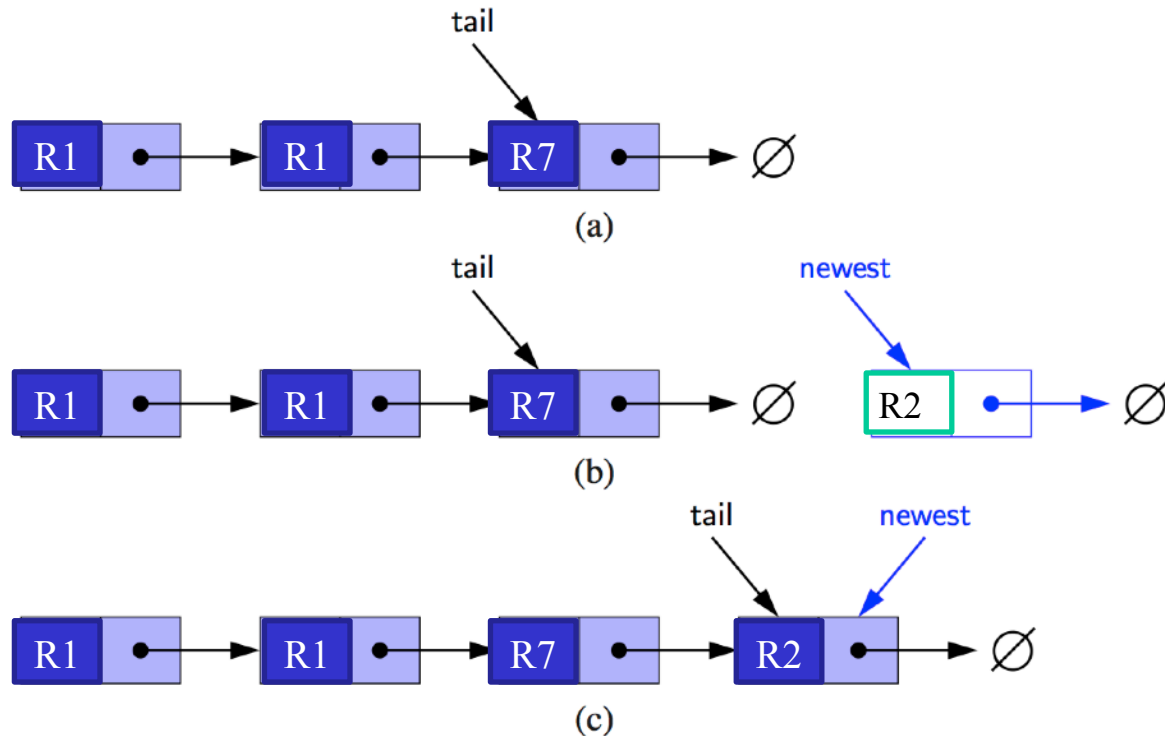 tail
R1 R1 R7 ∅
(a)
tail newest
R1 R1 R7 ∅ R2 ∅
(b)
tail newest
R1 R1 R7 R2 ∅
(c)